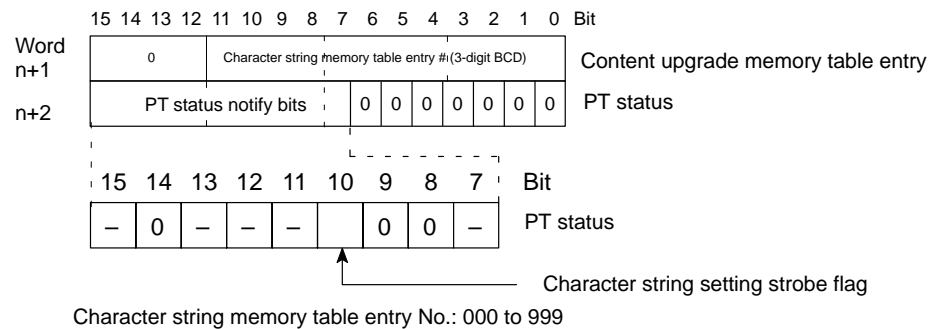 15 14 13 12 11 10 9 8 7 6 5 4 3 2 1 0 Bit
Word
n+1
0
Character string memory table entry # (3-digit BCD)
Content upgrade memory table entry
n+2
PT status notify bits
0 0 0 0 0 0 0
PT status
15 14 13 12 11 10 9 8 7 Bit
– 0 – – – 0 0 –
PT status
Character string setting strobe flag
Character string memory table entry No.: 000 to 999